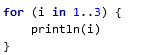 for (i in 1..3) {
    println(i)
}